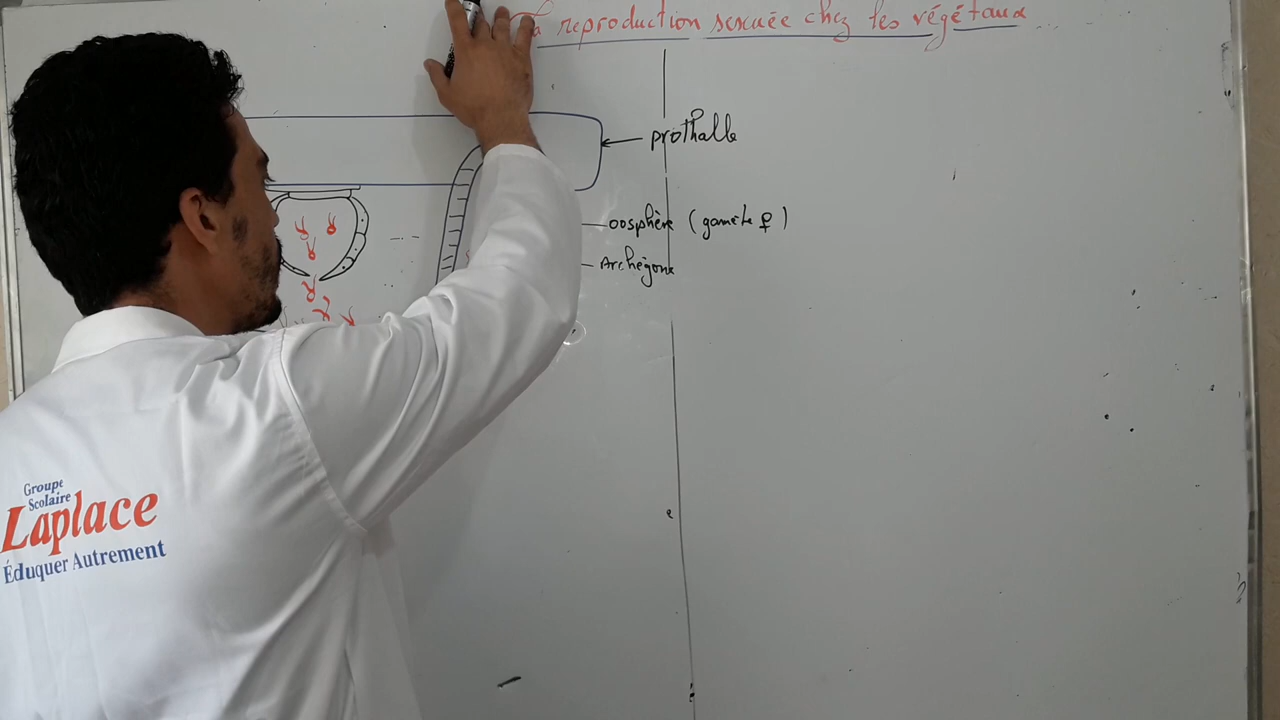 La reproduction sexuée chez les végétaux ...
prothalle
oosphère (gamète ♀)
Archégone
Groupe
Scolaire
Laplace
Éduquer Autrement